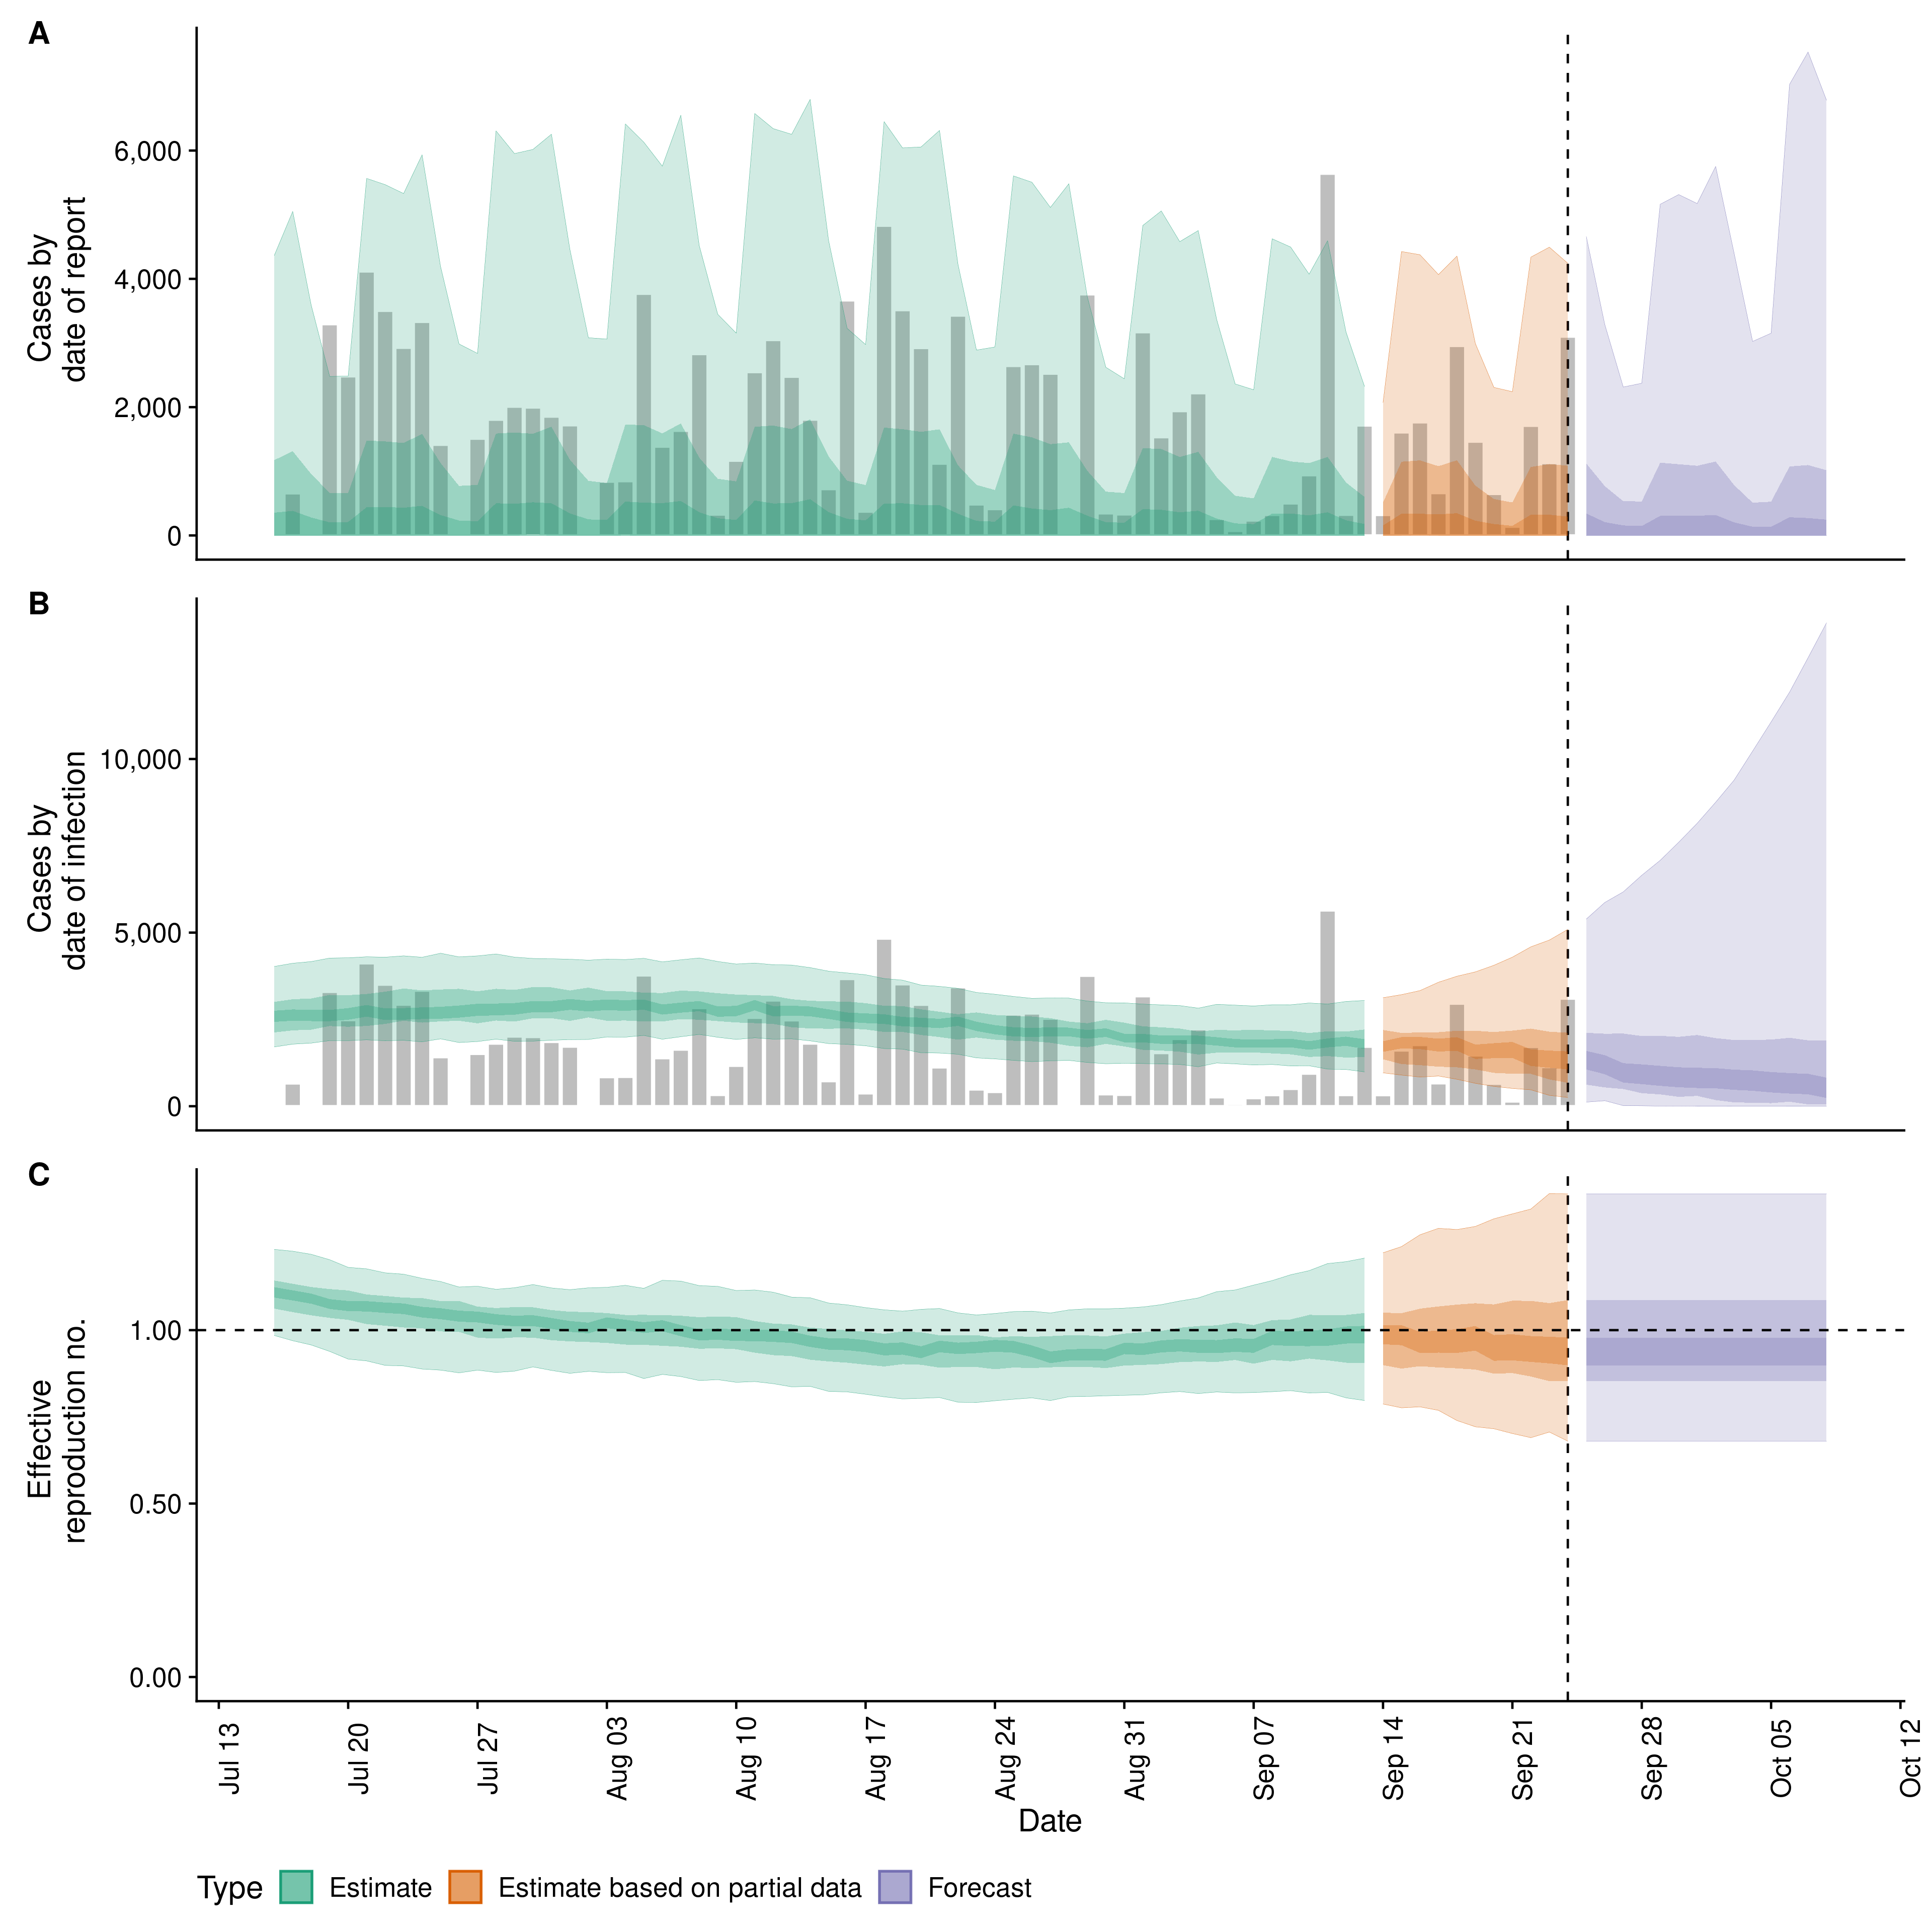 A
Cases by
date of report
6,000
4,000
2,000
0
B
Cases by
date of infection
10,000
5,000
0
C
Effective
reproduction no.
1.00
0.50
0.00
Jul 13
Jul 20
Jul 27
Aug 03
Aug 10
Aug 17
Aug 24
Aug 31
Sep 07
Sep 14
Sep 21
Sep 28
Oct 05
Oct 12
Date
Type Estimate Estimate based on partial data Forecast